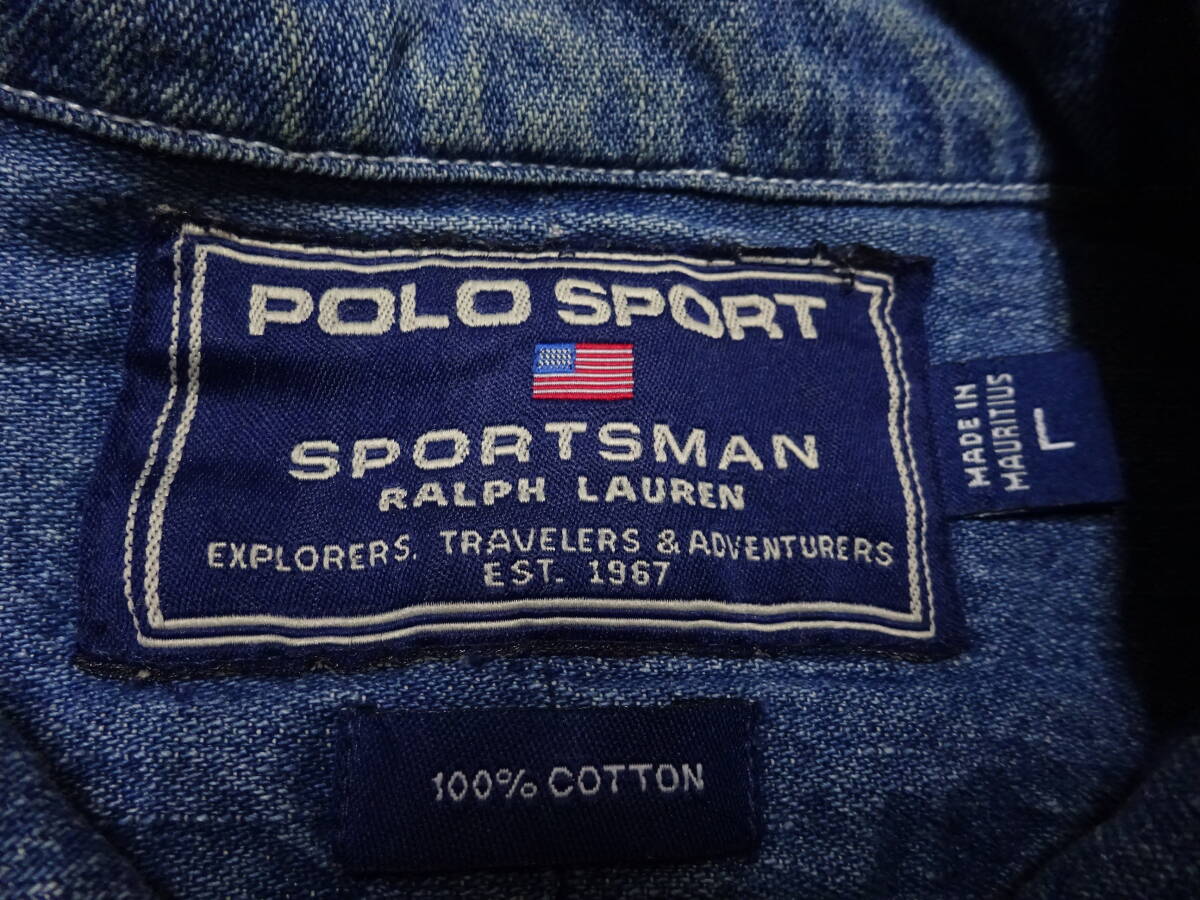 POLO SPORT
SPORTSMAN
RALPH LAUREN
EXPLORERS, TRAVELERS & ADVENTURERS
EST. 1967
MADE IN
MAURITIUS
L
100% COTTON